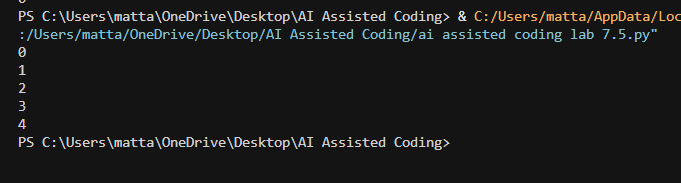 PS C:\Users\matta\OneDrive\Desktop\AI Assisted Coding> & C:/Users/matta/AppData/Loc
:/Users/matta/OneDrive/Desktop/AI Assisted Coding/ai assisted coding lab 7.5.py"
0
1
2
3
4
PS C:\Users\matta\OneDrive\Desktop\AI Assisted Coding>